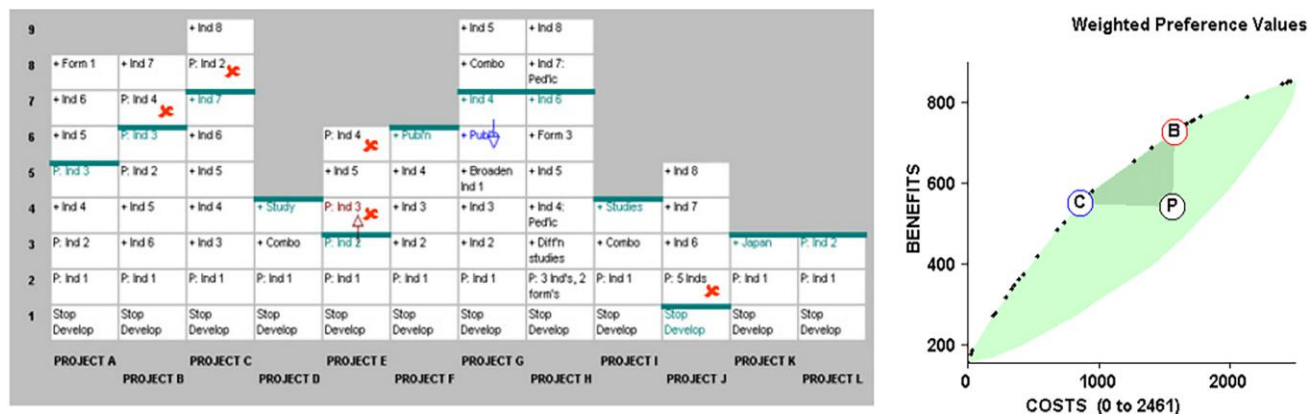 Weighted Preference Values
9 + Ind 8 + Ind 5 + Ind 8
8 + Form 1 + Ind 7 P: Ind 2 + Combo + Ind 7:
Ped'ic
7 + Ind 6 P: Ind 4 + Ind 7 + Ind 4 + Ind 6
6 + Ind 5 P: Ind 3 + Ind 6 P: Ind 4 + Publ'n + Publ'n + Form 3
5 P: Ind 3 P: Ind 2 + Ind 5 + Ind 5 + Ind 4 + Broaden + Ind 5 + Ind 8
Ind 1
4 + Ind 4 + Ind 5 + Ind 4 + Study P: Ind 3 + Ind 3 + Ind 3 + Ind 4: + Studies + Ind 7
Ped'ic
3 P: Ind 2 + Ind 6 + Ind 3 + Combo P: Ind 2 + Ind 2 + Ind 2 + Diff'n + Combo + Ind 6 + Japan P: Ind 2
studies
2 P: Ind 1 P: Ind 1 P: Ind 1 P: Ind 1 P: Ind 1 P: Ind 1 P: Ind 1 P: 3 Ind's, 2 P: Ind 1 P: 5 Inds P: Ind 1 P: Ind 1
form's
1 Stop Stop Stop Stop Stop Stop Stop Stop Stop Stop Stop Stop
Develop Develop Develop Develop Develop Develop Develop Develop Develop Develop Develop Develop
PROJECT A PROJECT C PROJECT E PROJECT G PROJECT I PROJECT K
PROJECT B PROJECT D PROJECT F PROJECT H PROJECT J PROJECT L
BENEFITS
800
B
600
C P
400
200
0 1000 2000
COSTS (0 to 2461)